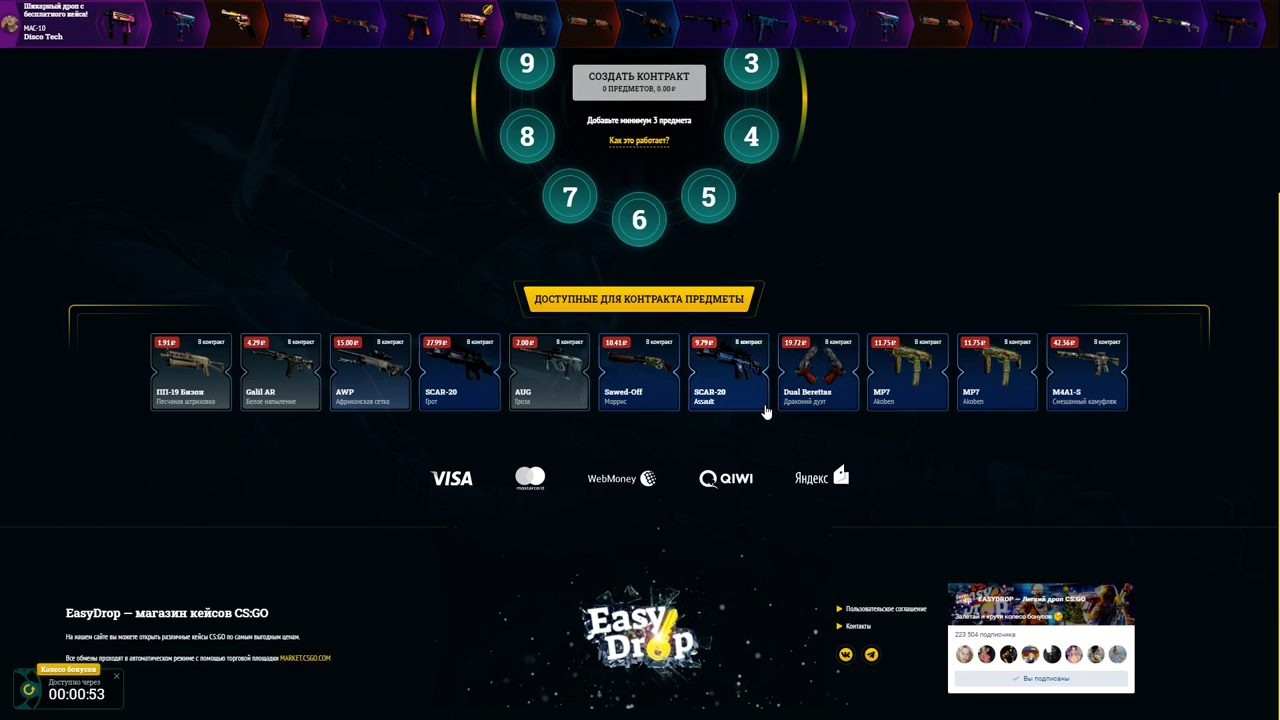 Шикарный дроп с
бесплатного кейса!
MAC-10
Disco Tech
9
3
СОЗДАТЬ КОНТРАКТ
0 ПРЕДМЕТОВ, 0.00₽
Добавьте минимум 3 предмета
Как это работает?
8
4
7
5
6
ДОСТУПНЫЕ ДЛЯ КОНТРАКТА ПРЕДМЕТЫ
1.91₽ В контракт
ПП-19 Бизон
Песчаная штриховка
4.29₽ В контракт
Galil AR
Белое напыление
15.00₽ В контракт
AWP
Африканская сетка
27.99₽ В контракт
SCAR-20
Грот
2.00₽ В контракт
AUG
Гроза
10.41₽ В контракт
Sawed-Off
Моррис
9.79₽ В контракт
SCAR-20
Assault
19.72₽ В контракт
Dual Berettas
Драконий дуэт
11.75₽ В контракт
MP7
Akoben
11.75₽ В контракт
MP7
Akoben
42.36₽ В контракт
M4A1-S
Смешанный камуфляж
VISA
mastercard
WebMoney
QIWI
Яндекс
EasyDrop — магазин кейсов CS:GO
На нашем сайте вы можете открыть различные кейсы CS:GO по самым выгодным ценам.
Все обмены проходят в автоматическом режиме с помощью торговой площадки MARKET.CSGO.COM
Колесо бонусов
Доступно через
00:00:53
Easy
Drop
Пользовательское соглашение
Контакты
EASYDROP — Легкий дроп CS:GO
Залетай и крути колесо бонусов
223 504 подписчика
Вы подписаны